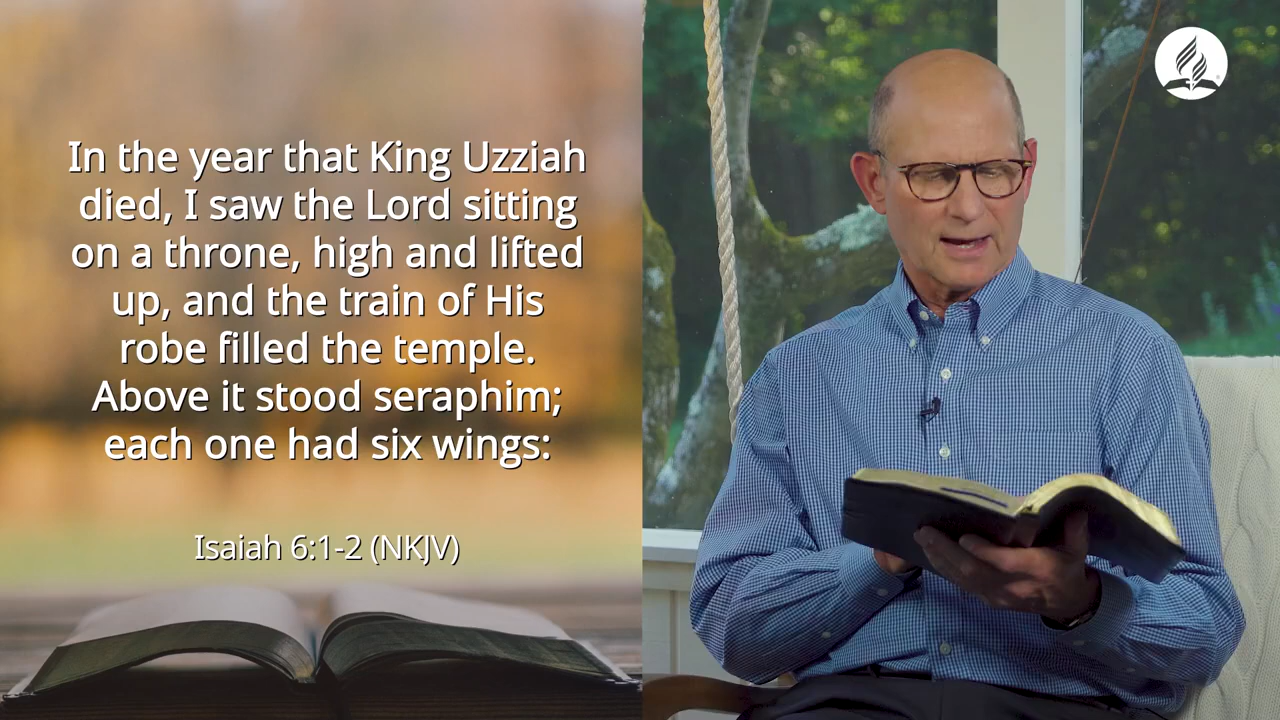 In the year that King Uzziah
died, I saw the Lord sitting
on a throne, high and lifted
up, and the train of His
robe filled the temple.
Above it stood seraphim;
each one had six wings:
Isaiah 6:1-2 (NKJV)